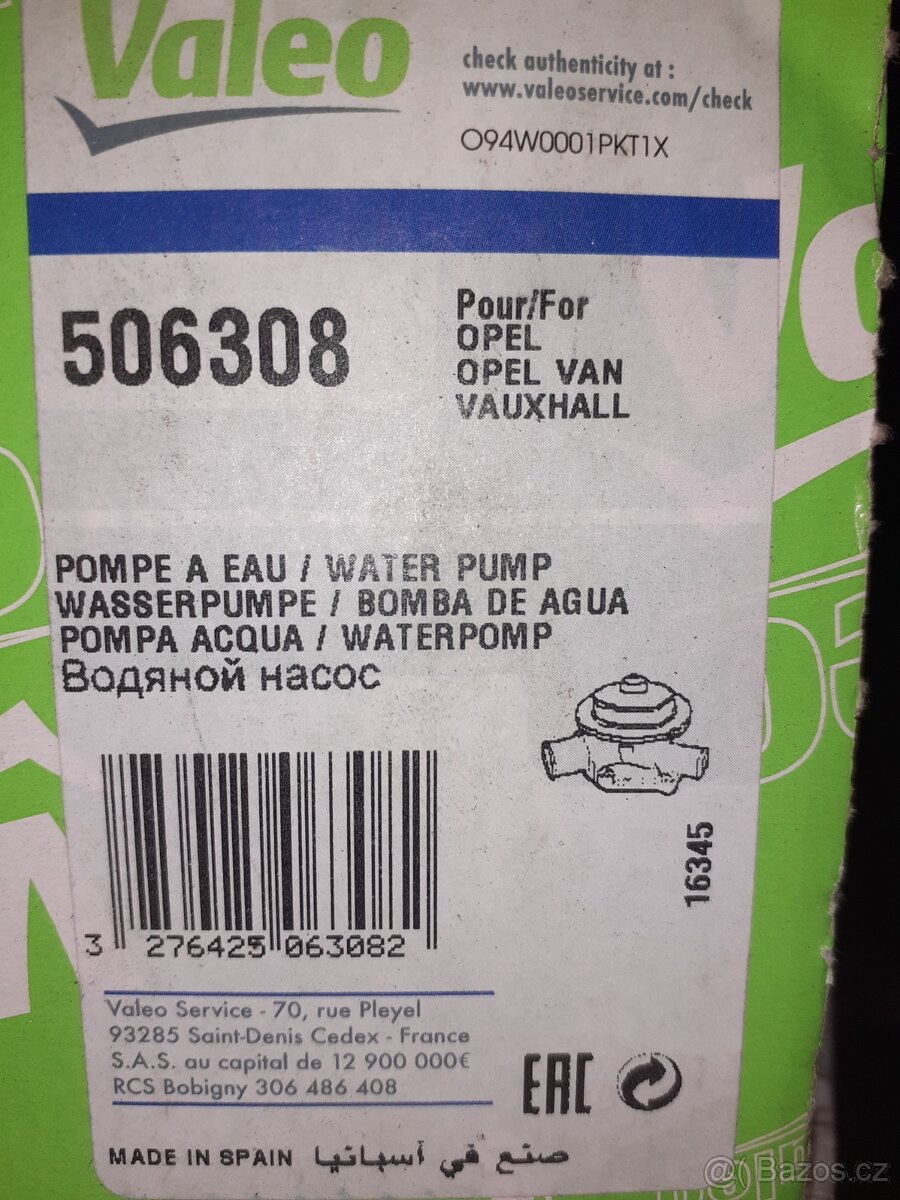 Valeo
check authenticity at :
www.valeoservice.com/check
O94W0001PKT1X
506308
Pour/For
OPEL
OPEL VAN
VAUXHALL
POMPE A EAU / WATER PUMP
WASSERPUMPE / BOMBA DE AGUA
POMPA ACQUA / WATERPOMP
Водяной насос
16345
3 276425 063082
Valeo Service - 70, rue Pleyel
93285 Saint-Denis Cedex - France
S.A.S. au capital de 12 900 000€
RCS Bobigny 306 486 408
EAC
MADE IN SPAIN صنع في أسبانيا
@( Bazos.cz